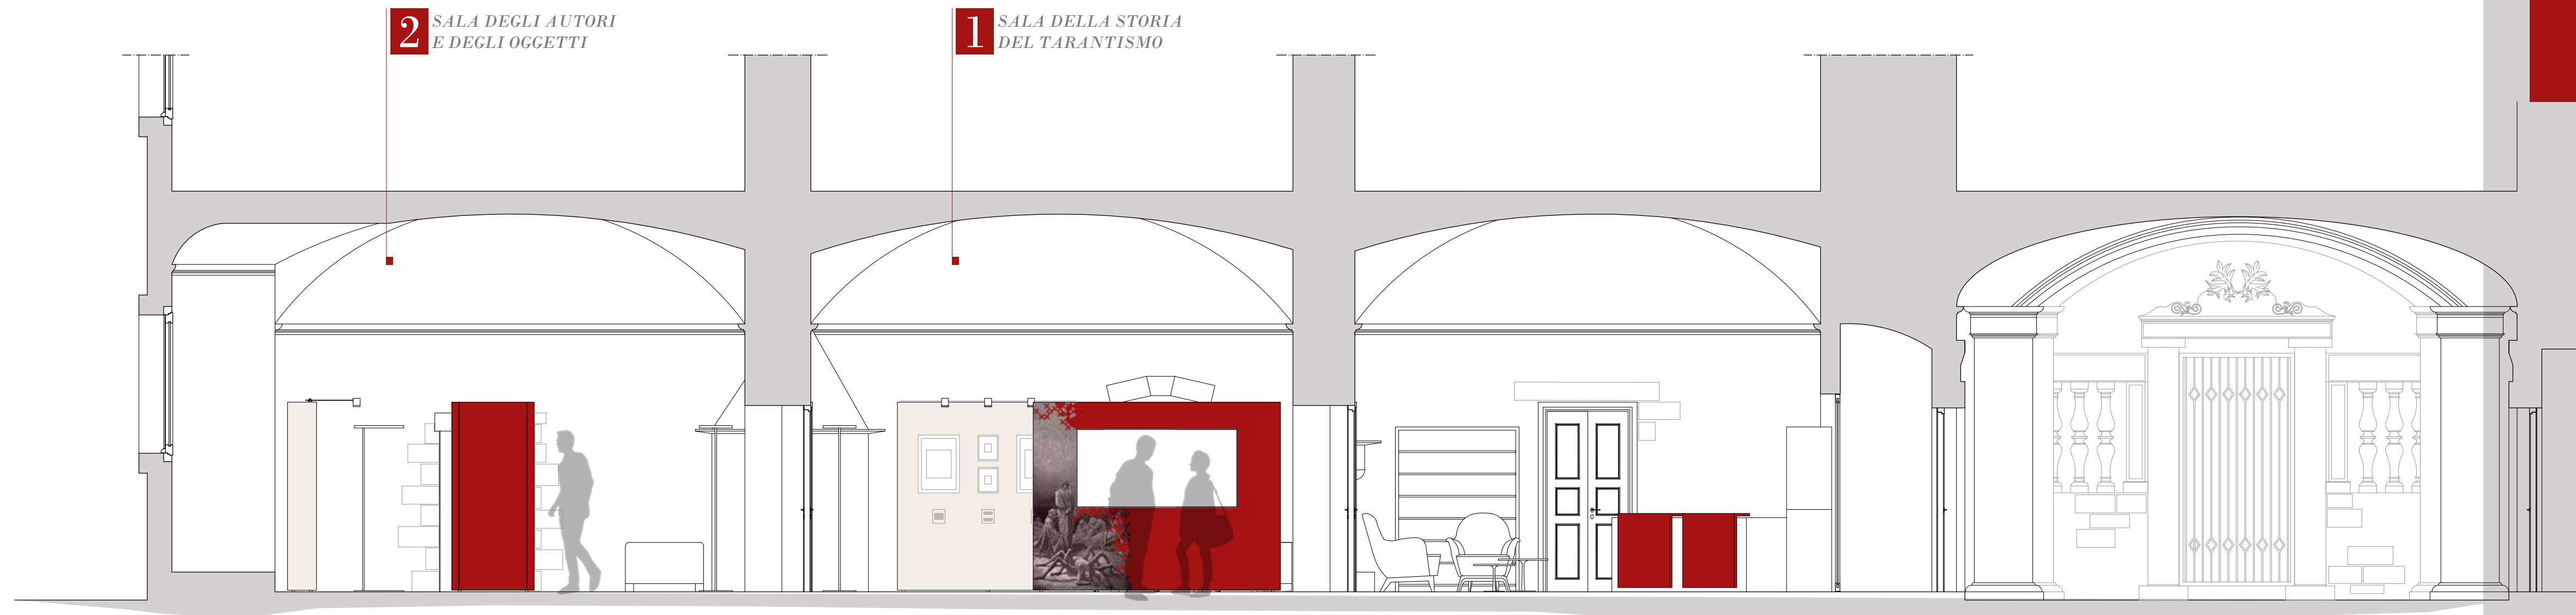 2
SALA DEGLI AUTORI
E DEGLI OGGETTI
1
SALA DELLA STORIA
DEL TARANTISMO